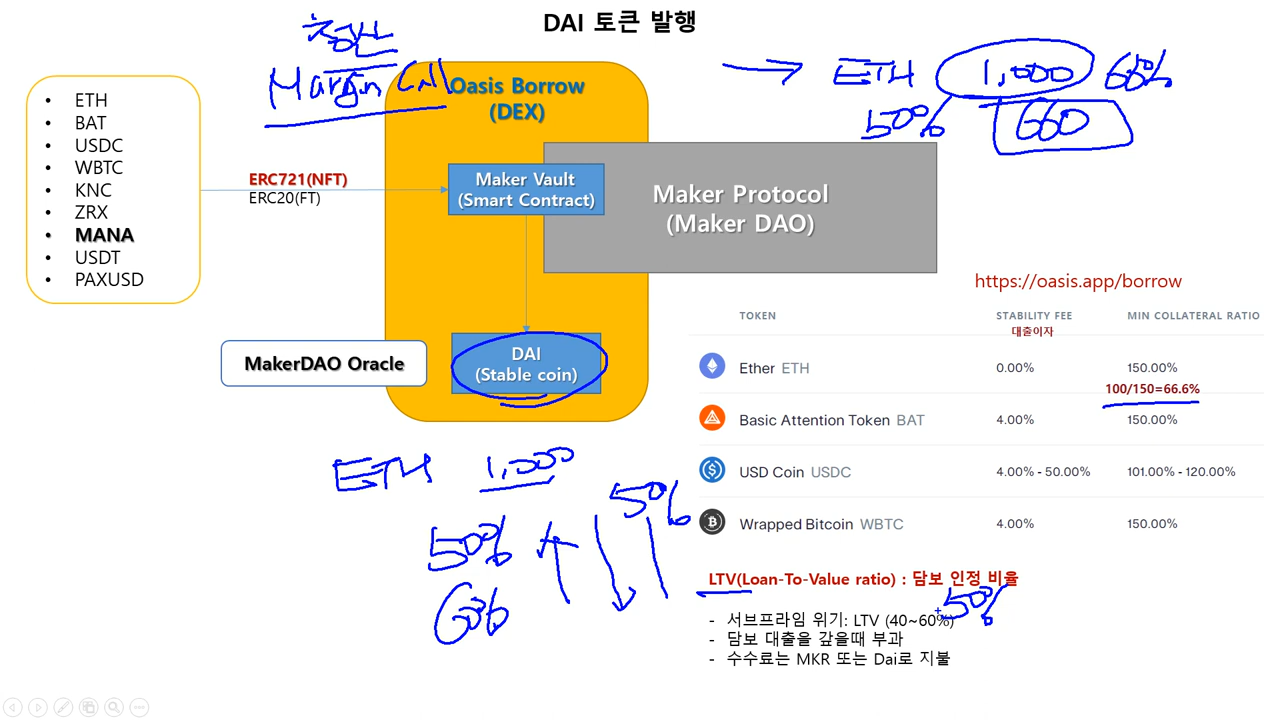 DAI 토큰 발행
청산
Margin Call
→ ETH 1,000 66%
50% 660
Oasis Borrow
(DEX)
• ETH
• BAT
• USDC
• WBTC
• KNC
• ZRX
• MANA
• USDT
• PAXUSD
ERC721(NFT)
ERC20(FT)
Maker Vault
(Smart Contract)
Maker Protocol
(Maker DAO)
MakerDAO Oracle
DAI
(Stable coin)
https://oasis.app/borrow
TOKEN STABILITY FEE MIN COLLATERAL RATIO
대출이자
Ether ETH 0.00% 150.00%
100/150=66.6%
Basic Attention Token BAT 4.00% 150.00%
USD Coin USDC 4.00% - 50.00% 101.00% - 120.00%
Wrapped Bitcoin WBTC 4.00% 150.00%
ETH 1,000
50% 50%
LTV(Loan-To-Value ratio) : 담보 인정 비율
50%
- 서브프라임 위기: LTV (40~60%)
- 담보 대출을 갚을때 부과
- 수수료는 MKR 또는 Dai로 지불